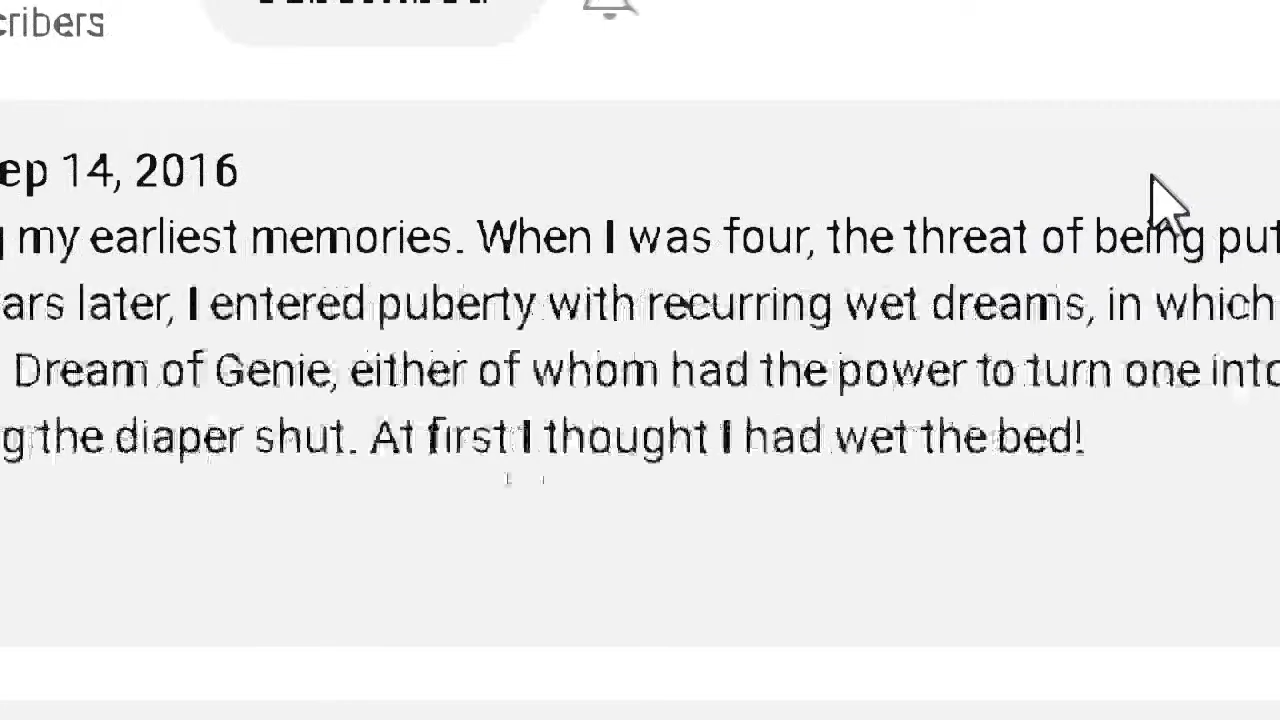 cribers
ep 14, 2016
my earliest memories. When I was four, the threat of being put
ars later, I entered puberty with recurring wet dreams, in which
Dream of Genie, either of whom had the power to turn one into
g the diaper shut. At first I thought I had wet the bed!